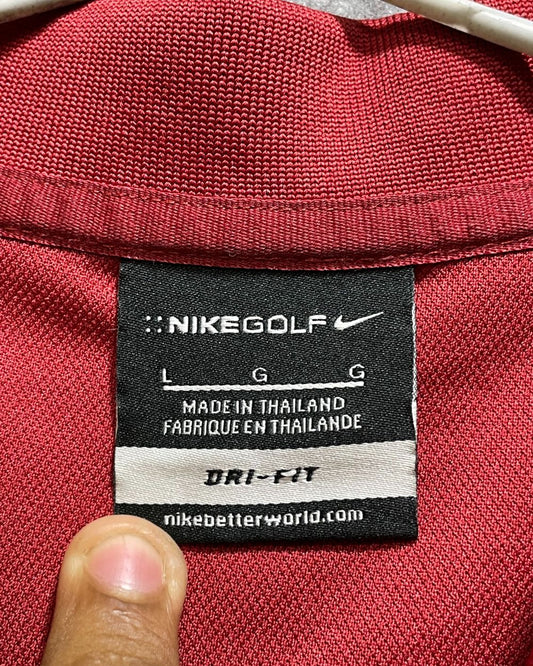 ::NIKEGOLF
L G G
MADE IN THAILAND
FABRIQUE EN THAILANDE
DRI-FIT
nikebetterworld.com